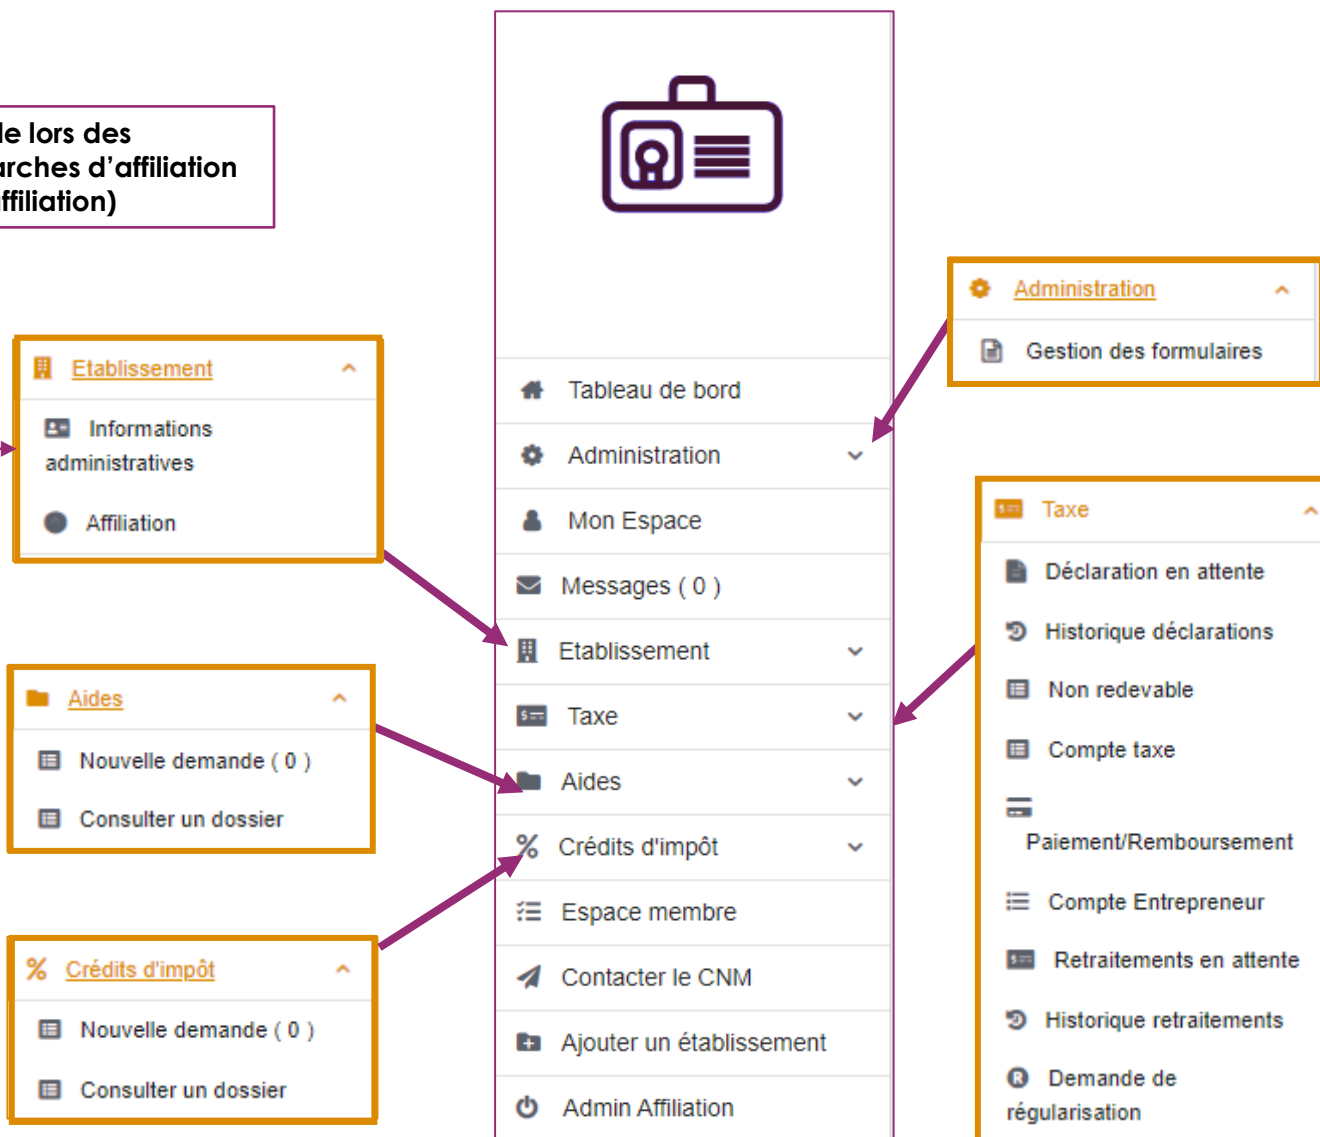 lors des
d'affiliation
Etablissement
Informations
administratives
Affiliation
Aides
Nouvelle demande ( 0 )
Consulter un dossier
Crédits d'impôt
Nouvelle demande ( 0 )
Consulter un dossier
Tableau de bord
Administration
Mon Espace
Messages ( 0 )
Etablissement
Taxe
Aides
Crédits d'impôt
Espace membre
Contacter le CNM
Ajouter un établissement
Admin Affiliation
Administration
Gestion des formulaires
Taxe
Déclaration en attente
Historique déclarations
Non redevable
Compte taxe
Paiement/Remboursement
Compte Entrepreneur
Retraitements en attente
Historique retraitements
Demande de
régularisation